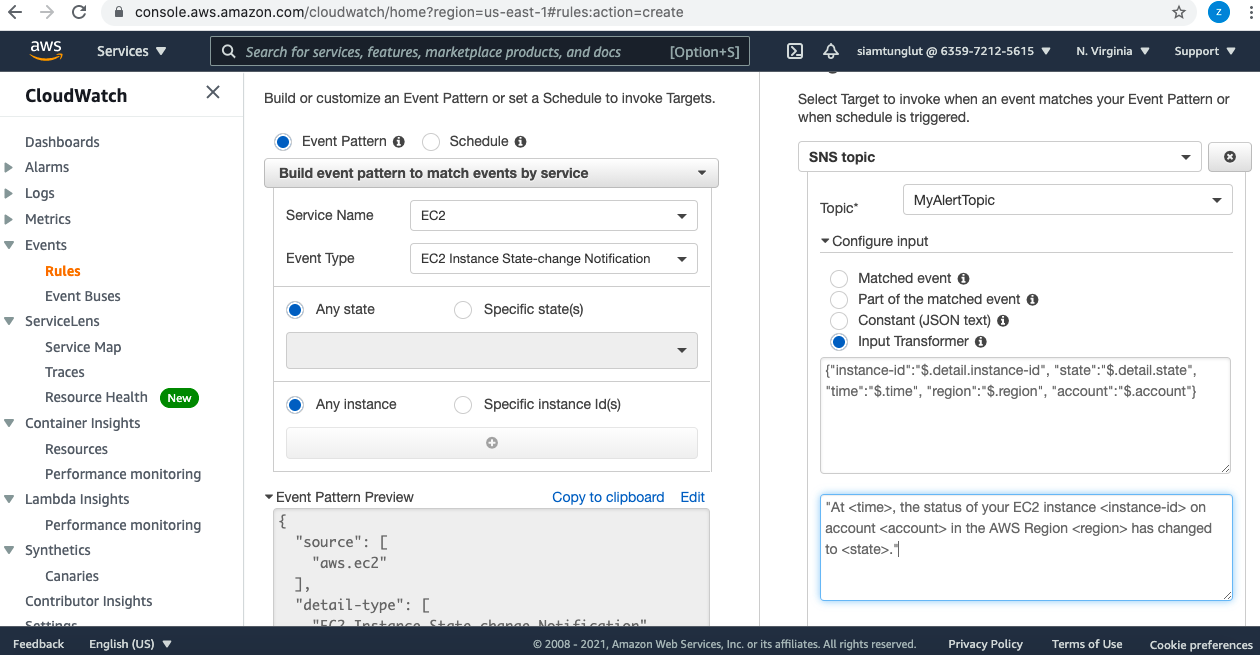 console.aws.amazon.com/cloudwatch/home?region=us-east-1#rules:action=create
z
aws
Services
Search for services, features, marketplace products, and docs
[Option+S]
siamtunglut @ 6359-7212-5615
N. Virginia
Support
CloudWatch
Dashboards
Alarms
Logs
Metrics
Events
Rules
Event Buses
ServiceLens
Service Map
Traces
Resource Health New
Container Insights
Resources
Performance monitoring
Lambda Insights
Performance monitoring
Synthetics
Canaries
Contributor Insights
Settings
Build or customize an Event Pattern or set a Schedule to invoke Targets.
Event Pattern
Schedule
Build event pattern to match events by service
Service Name
EC2
Event Type
EC2 Instance State-change Notification
Any state
Specific state(s)
Any instance
Specific instance Id(s)
Event Pattern Preview
Copy to clipboard
Edit
{
"source": [
"aws.ec2"
],
"detail-type": [
"EC2 Instance State-change Notification"
Select Target to invoke when an event matches your Event Pattern or
when schedule is triggered.
SNS topic
Topic*
MyAlertTopic
Configure input
Matched event
Part of the matched event
Constant (JSON text)
Input Transformer
{"instance-id":"$.detail.instance-id", "state":"$.detail.state",
"time":"$.time", "region":"$.region", "account":"$.account"}
"At <time>, the status of your EC2 instance <instance-id> on
account <account> in the AWS Region <region> has changed
to <state>."
Feedback
English (US)
© 2008 - 2021, Amazon Web Services, Inc. or its affiliates. All rights reserved.
Privacy Policy
Terms of Use
Cookie preferences